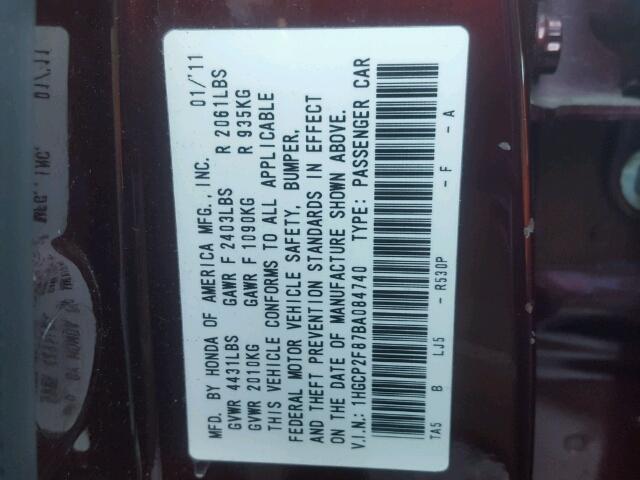 MFD. BY HONDA OF AMERICA MFG., INC. 01/'11
GVWR 4431LBS GAWR F 2403LBS R 2061LBS
GVWR 2010KG GAWR F 1090KG R 935KG
THIS VEHICLE CONFORMS TO ALL APPLICABLE
FEDERAL MOTOR VEHICLE SAFETY, BUMPER,
AND THEFT PREVENTION STANDARDS IN EFFECT
ON THE DATE OF MANUFACTURE SHOWN ABOVE.
V.I.N.: 1HGCP2F87BA084740 TYPE: PASSENGER CAR
TA5 B LJ5 - R530P - F - A